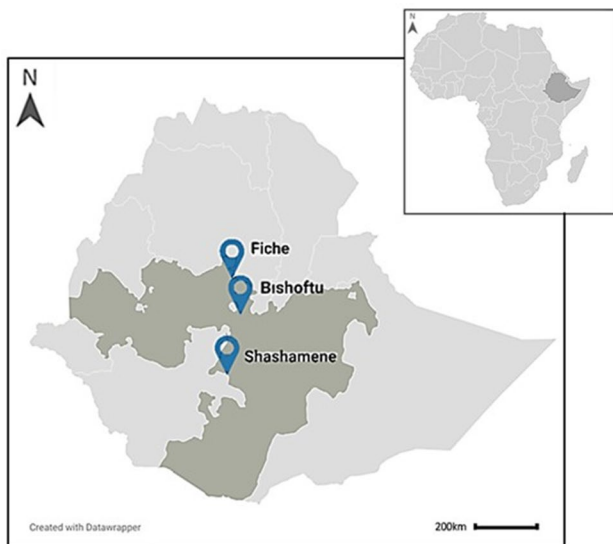 N
N
Fiche
Bishoftu
Shashamene
Created with Datawrapper
200km